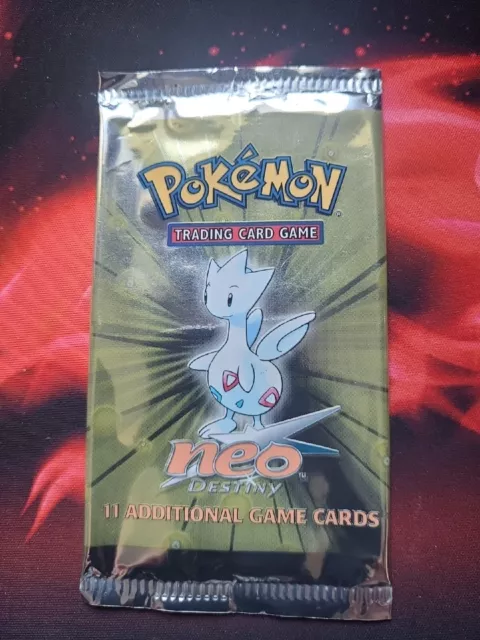 POKéMON
TRADING CARD GAME
neo
DESTINY
11 ADDITIONAL GAME CARDS